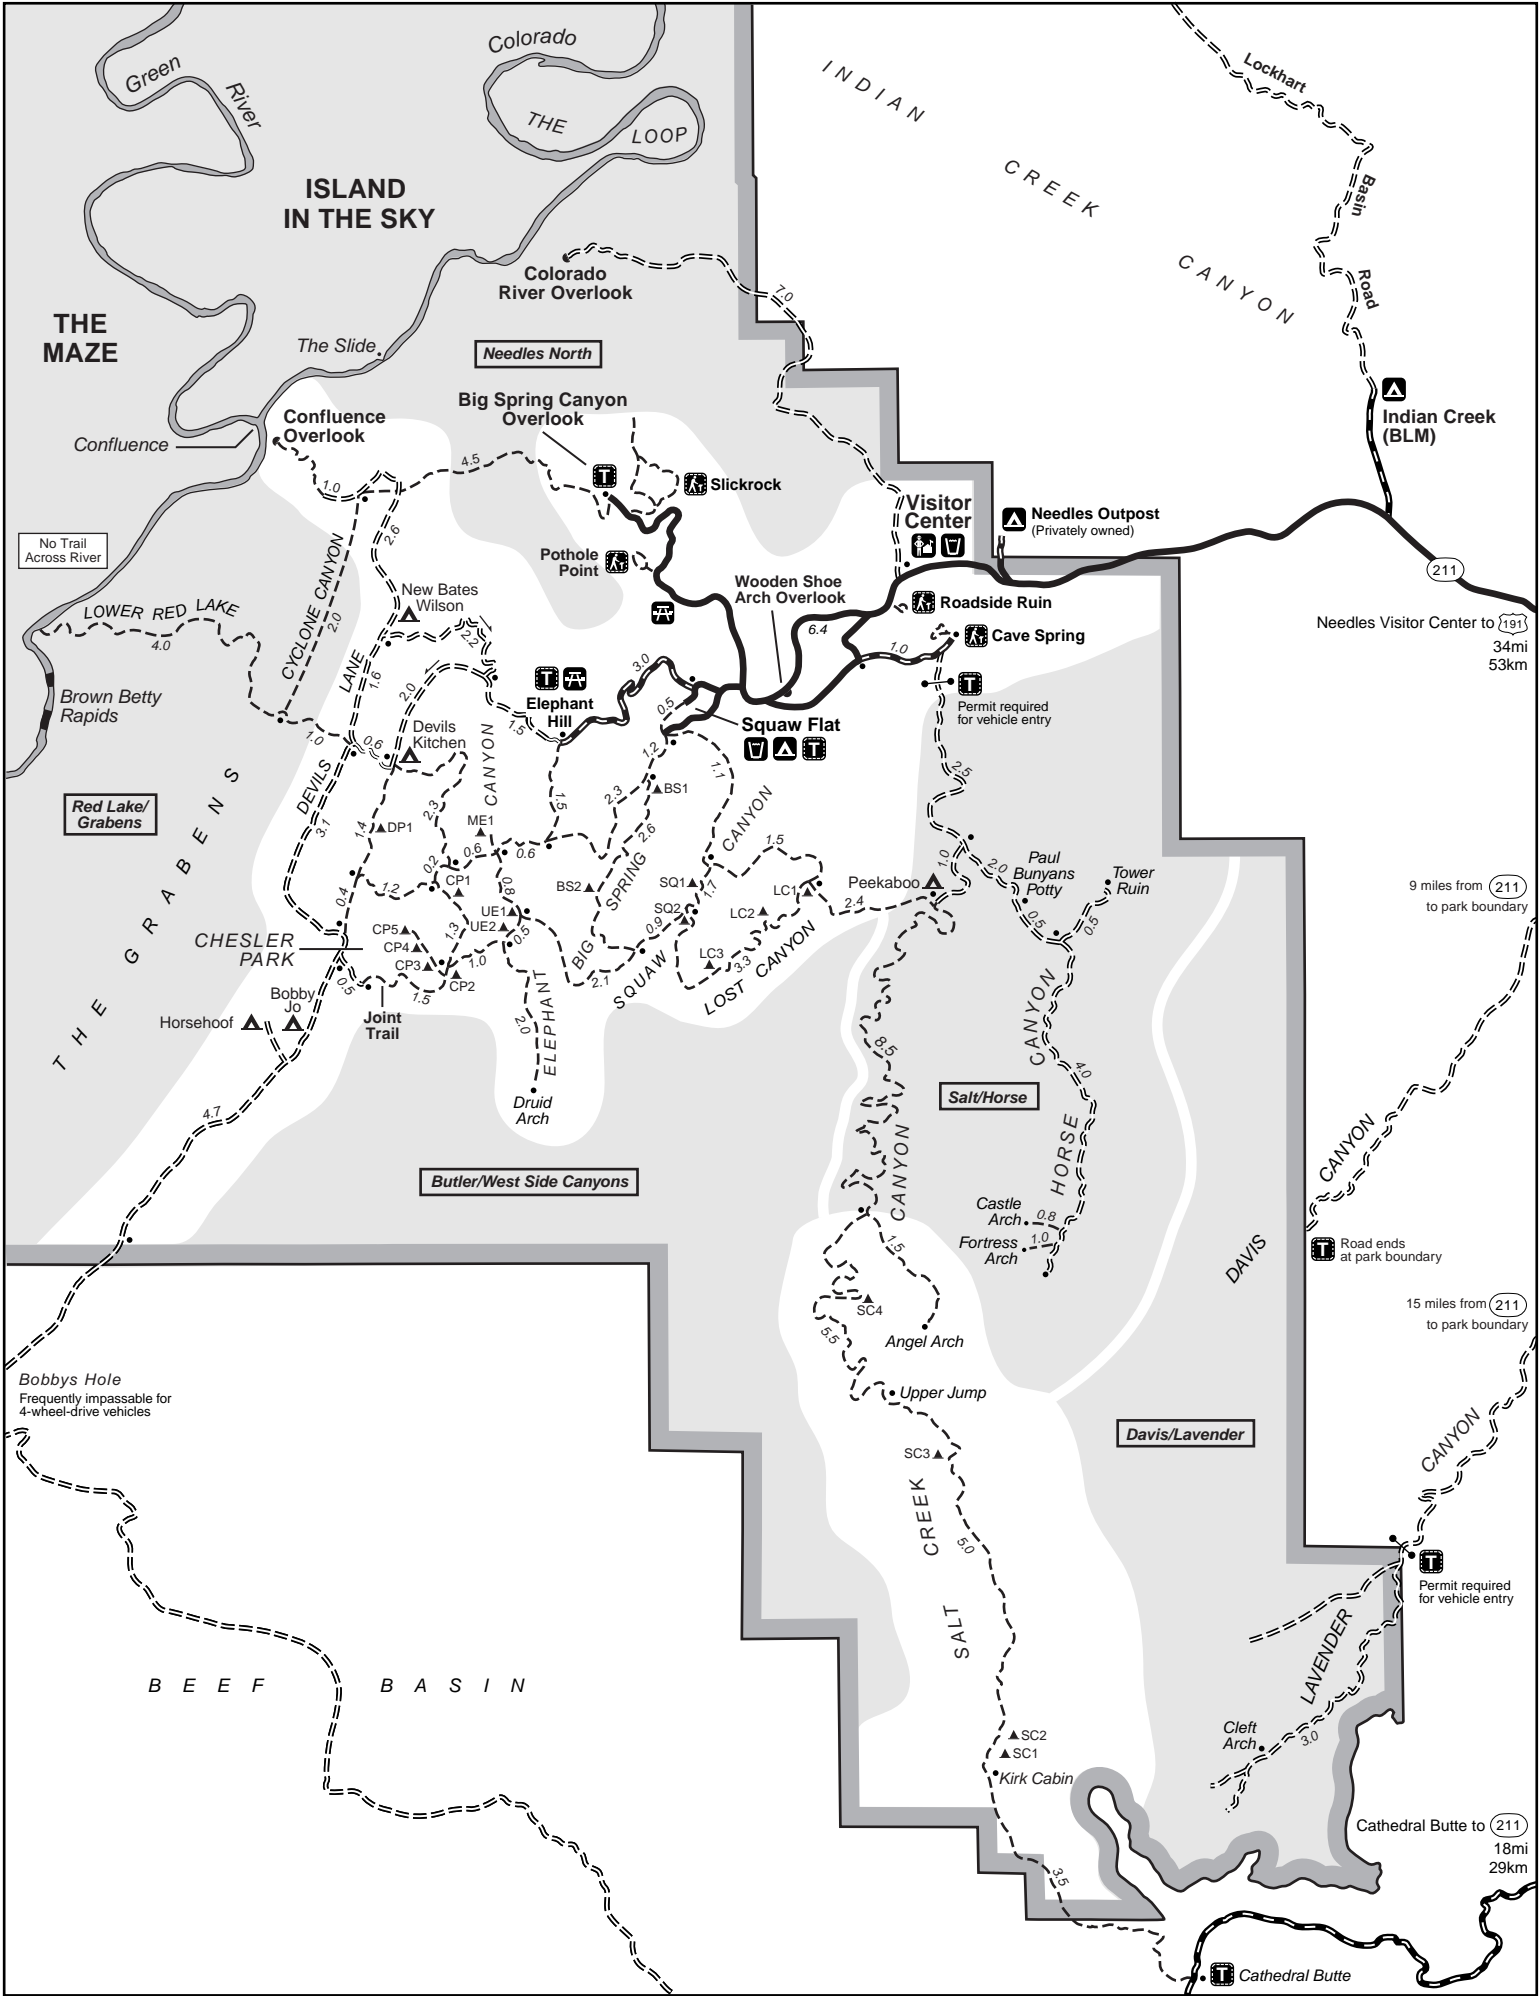 Colorado
Green
River
THE
LOOP
INDIAN
CREEK
CANYON
Lockhart
Basin
Road
ISLAND
IN THE SKY
Colorado
River Overlook
7.0
THE
MAZE
The Slide
Needles North
Big Spring Canyon
Overlook
Confluence
Overlook
Confluence
Indian Creek
(BLM)
4.5
1.0
T
Slickrock
2.6
Visitor
Center
Needles Outpost
(Privately owned)
No Trail
Across River
CYCLONE CANYON
2.0
Pothole
Point
Wooden Shoe
Arch Overlook
211
New Bates
Wilson
LOWER RED LAKE
4.0
Roadside Ruin
6.4
Needles Visitor Center to 191
34mi
53km
2.2
Cave Spring
1.0
LANE
1.6
2.0
3.0
T
Elephant
Hill
T
Permit required
for vehicle entry
Brown Betty
Rapids
1.0
0.6
Devils
Kitchen
1.5
0.5
Squaw Flat
T
1.2
1.1
2.5
CANYON
DEVILS
3.1
Red Lake/
Grabens
THE GRABENS
1.4
DP1
2.3
ME1
1.5
2.3
BS1
2.6
CANYON
1.5
0.6
0.6
0.2
1.0
2.0
Paul
Bunyans
Potty
Tower
Ruin
9 miles from 211
to park boundary
0.4
1.2
CP1
0.8
BS2
SPRING
SQ1
1.7
LC1
Peekaboo
2.4
0.5
0.5
UE1
UE2
0.5
SQ2
0.9
LC2
CHESLER
PARK
CP5
CP4
CP3
CP2
1.3
1.0
BIG
2.1
SQUAW
LC3
3.3
LOST CANYON
0.5
1.5
Joint
Trail
Bobby
Jo
Horsehoof
ELEPHANT
2.0
Druid
Arch
8.5
CANYON
4.0
Salt/Horse
4.7
HORSE
CANYON
CANYON
Butler/West Side Canyons
Castle
Arch
0.8
Fortress
Arch
1.0
1.5
DAVIS
T
Road ends
at park boundary
SC4
5.5
Angel Arch
15 miles from 211
to park boundary
Bobbys Hole
Frequently impassable for
4-wheel-drive vehicles
Upper Jump
Davis/Lavender
CANYON
SC3
CREEK
5.0
T
Permit required
for vehicle entry
SALT
LAVENDER
BEEF BASIN
SC2
SC1
Kirk Cabin
Cleft
Arch
3.0
Cathedral Butte to 211
18mi
29km
3.5
T
Cathedral Butte